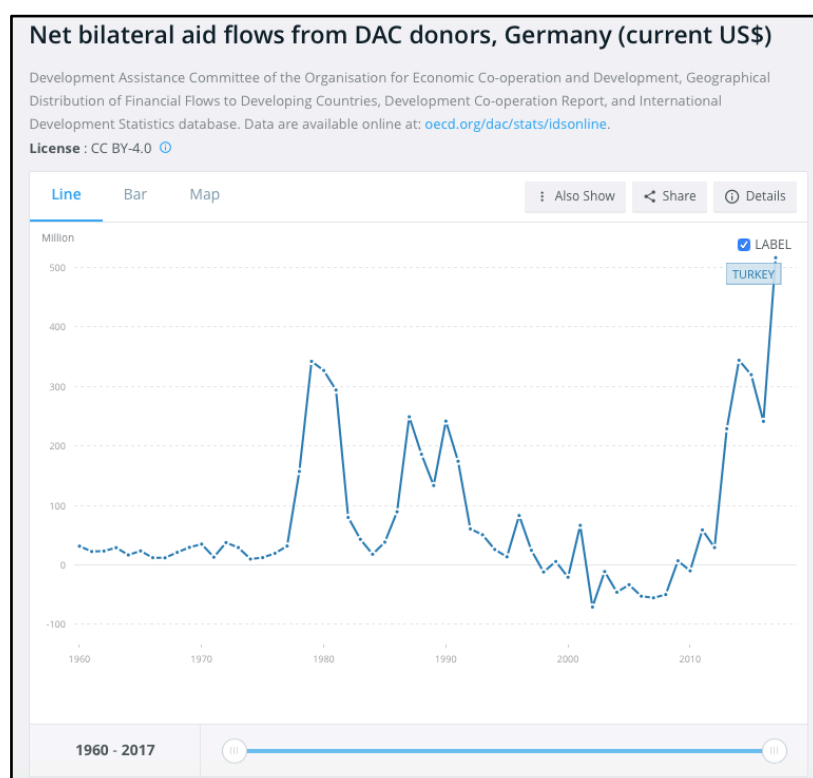 Net bilateral aid flows from DAC donors, Germany (current US$)
Development Assistance Committee of the Organisation for Economic Co-operation and Development, Geographical
Distribution of Financial Flows to Developing Countries, Development Co-operation Report, and International
Development Statistics database. Data are available online at: oecd.org/dac/stats/idsonline.
License : CC BY-4.0
Line Bar Map Also Show Share Details
Million
LABEL
500
TURKEY
400
300
200
100
0
-100
1960 1970 1980 1990 2000 2010
1960 - 2017